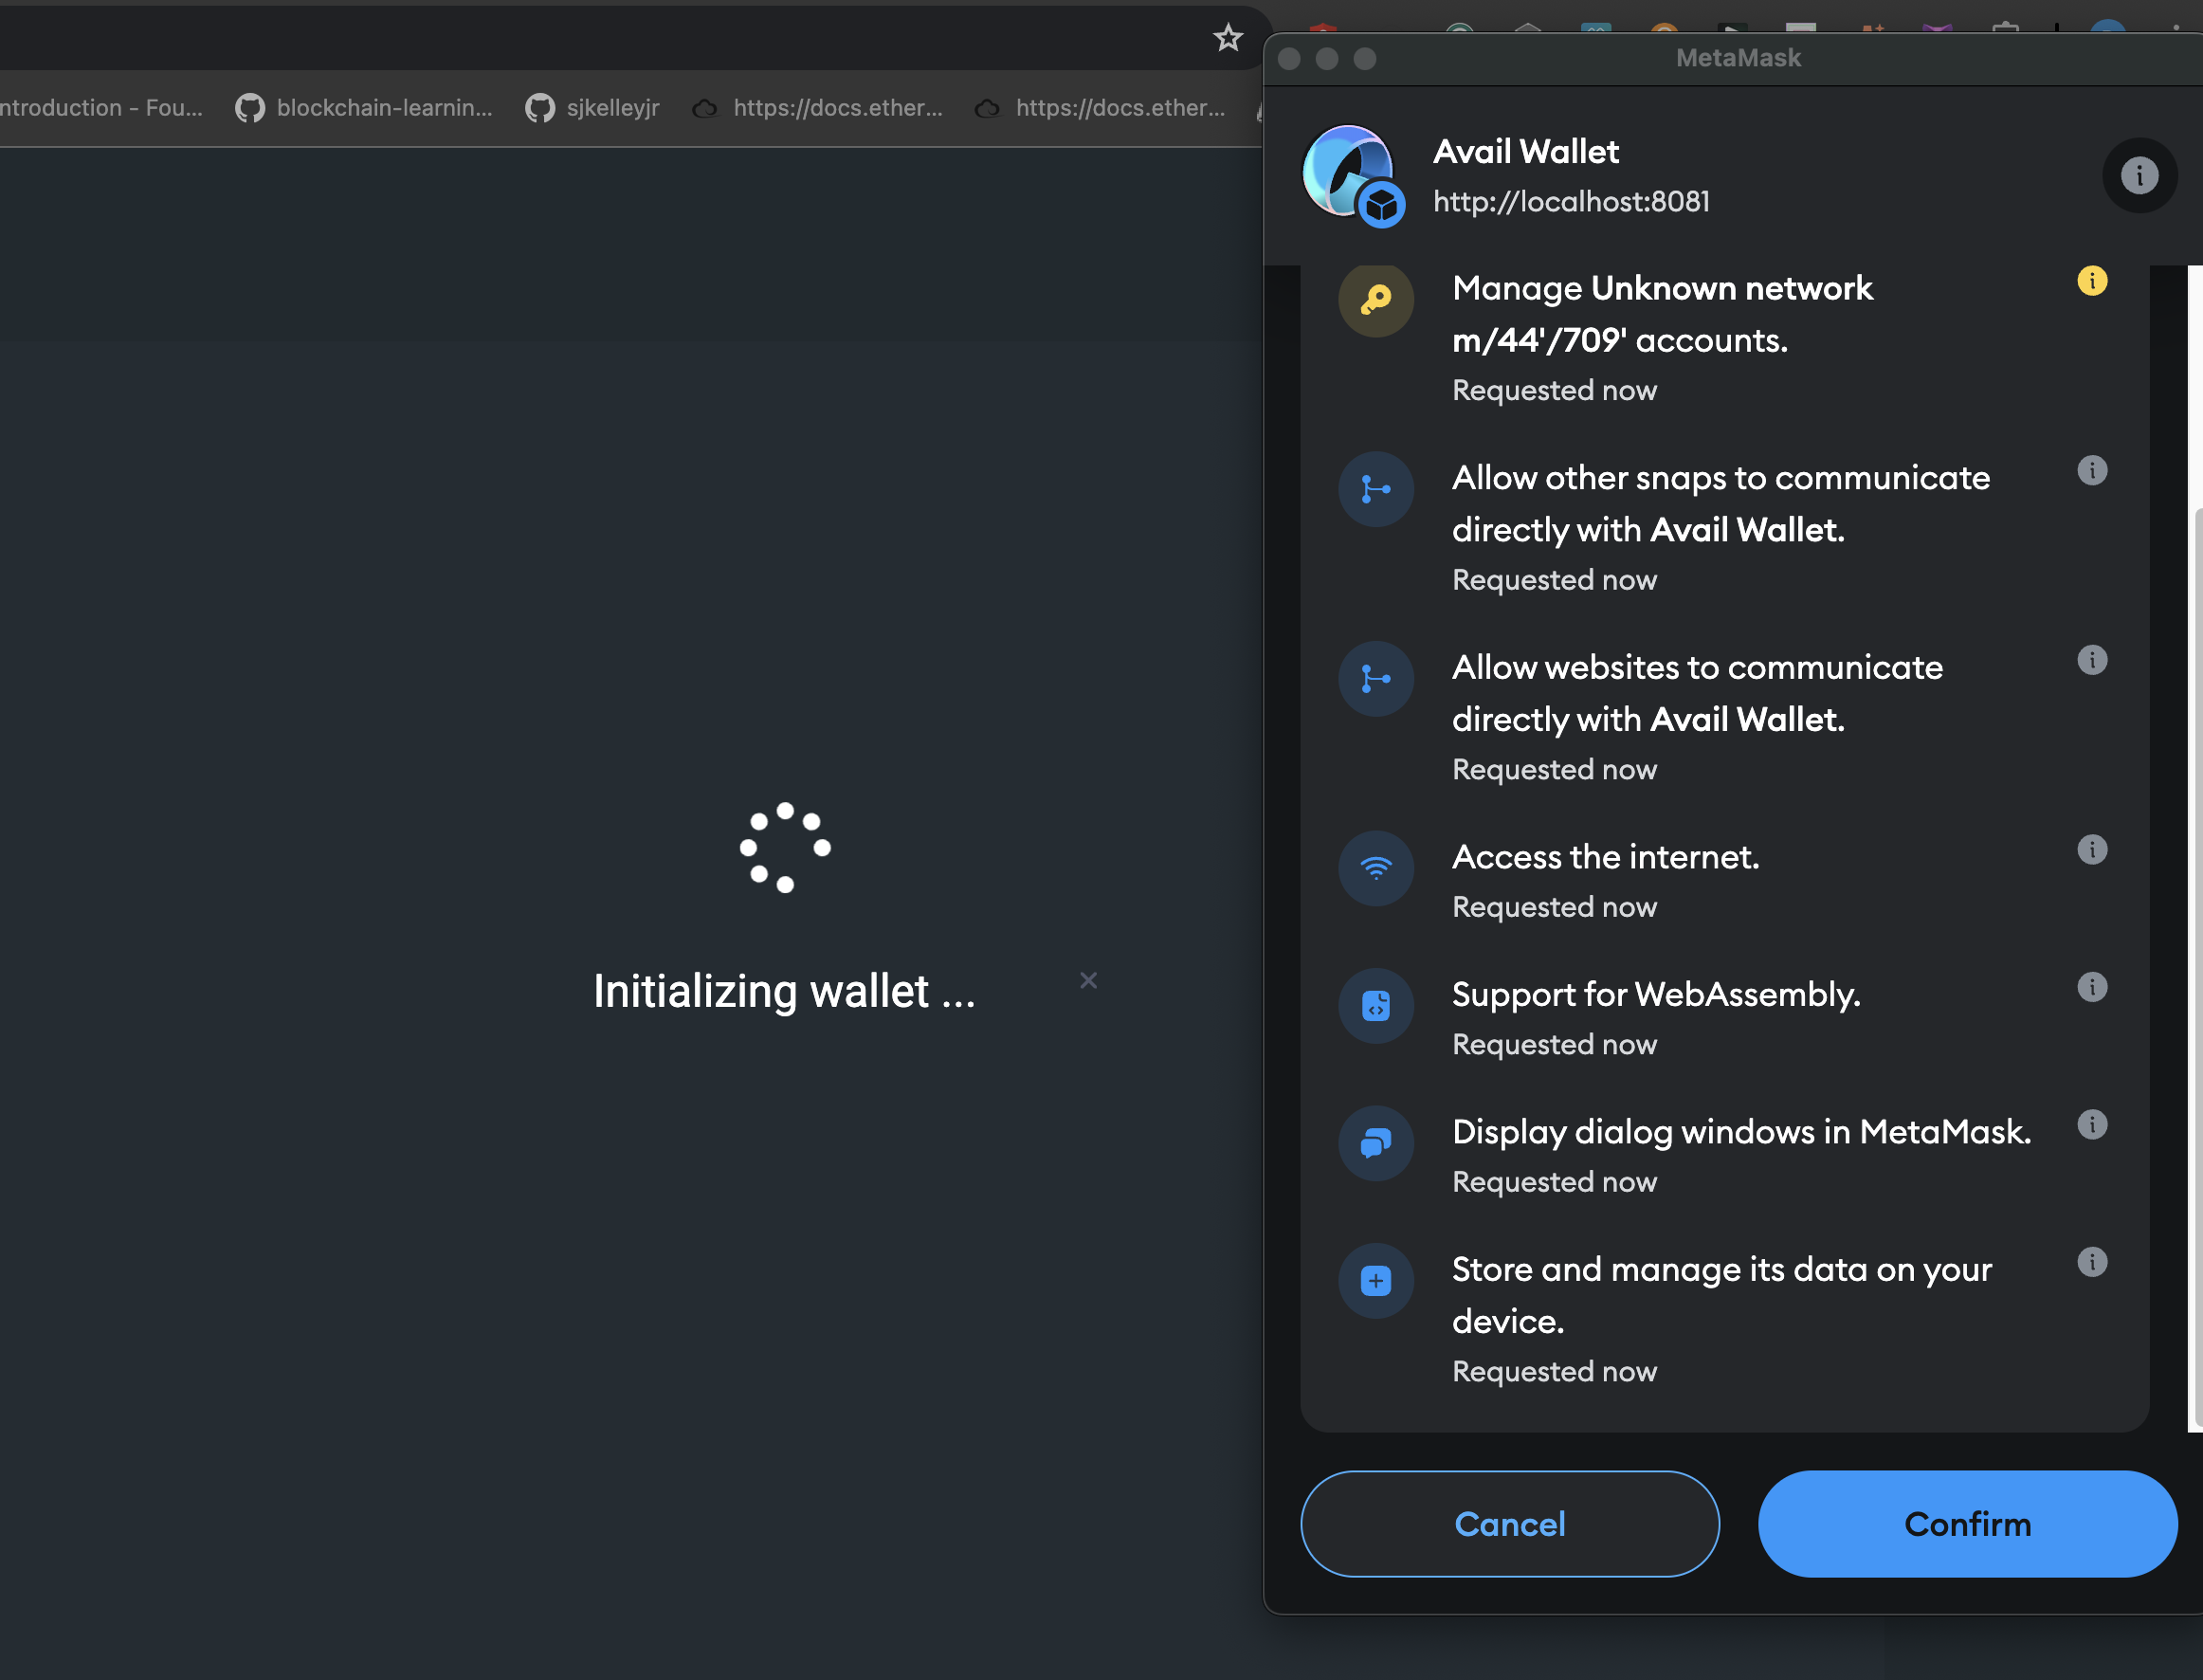 ntroduction - Fou...
blockchain-learnin...
sjkelleyjr
https://docs.ether...
https://docs.ether...
MetaMask
Avail Wallet
http://localhost:8081
Manage Unknown network
m/44'/709' accounts.
Requested now
Allow other snaps to communicate
directly with Avail Wallet.
Requested now
Allow websites to communicate
directly with Avail Wallet.
Requested now
Access the internet.
Requested now
Support for WebAssembly.
Requested now
Display dialog windows in MetaMask.
Requested now
Store and manage its data on your
device.
Requested now
Cancel
Confirm
Initializing wallet ...